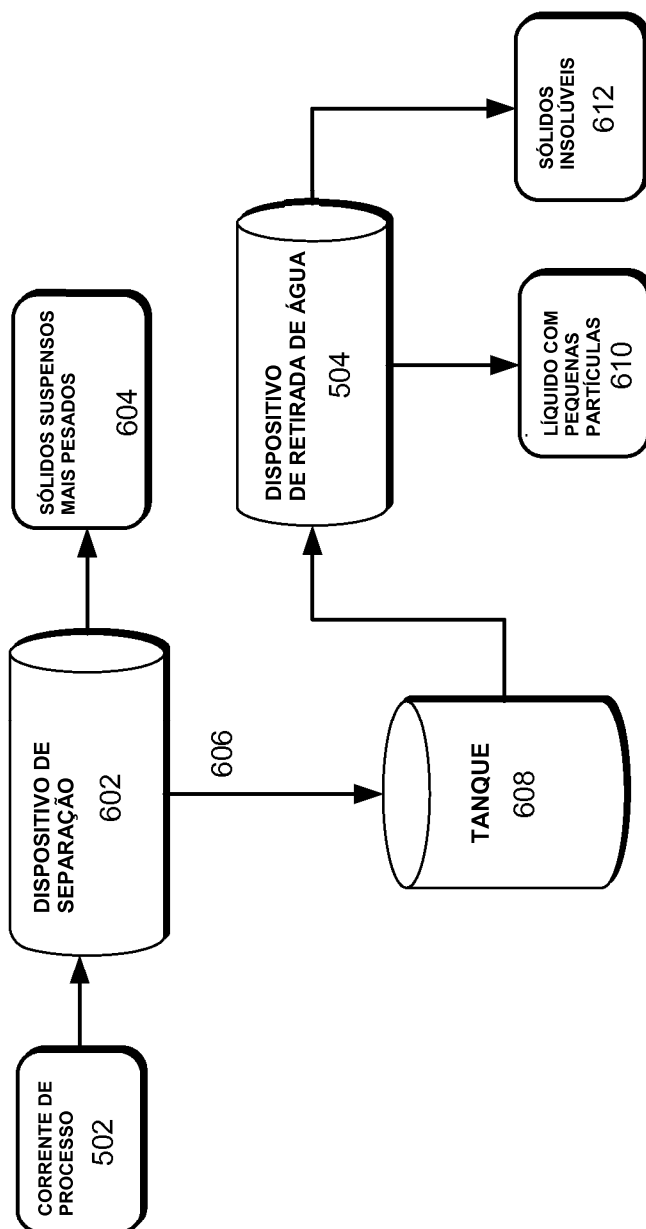 CORRENTE DE
PROCESSO
502
DISPOSITIVO DE
SEPARAÇÃO
602
SÓLIDOS SUSPENSOS
MAIS PESADOS
604
606
TANQUE
608
DISPOSITIVO
DE RETIRADA DE ÁGUA
504
LÍQUIDO COM
PEQUENAS
PARTÍCULAS
610
SÓLIDOS
INSOLÚVEIS
612